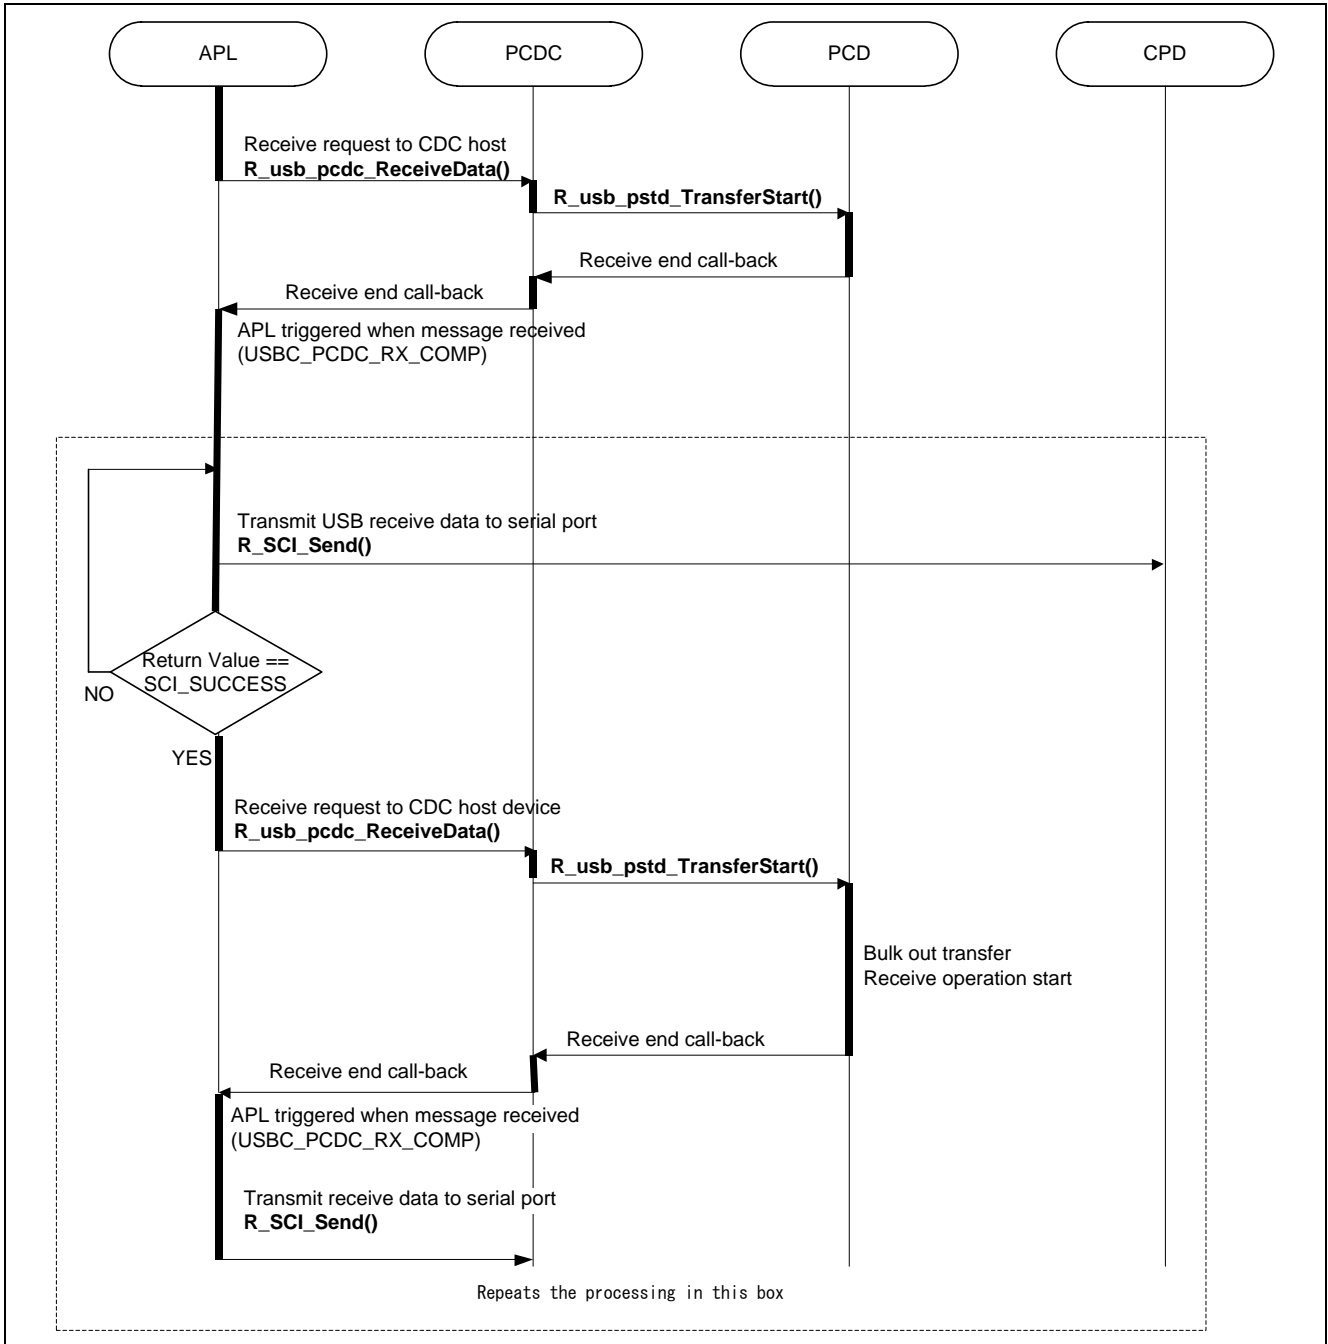 APL
PCDC
PCD
CPD
Receive request to CDC host
R_usb_pcdc_ReceiveData()
R_usb_pstd_TransferStart()
Receive end call-back
Receive end call-back
APL triggered when message received
(USBC_PCDC_RX_COMP)
Transmit USB receive data to serial port
R_SCI_Send()
Return Value ==
SCI_SUCCESS
NO
YES
Receive request to CDC host device
R_usb_pcdc_ReceiveData()
R_usb_pstd_TransferStart()
Bulk out transfer
Receive operation start
Receive end call-back
Receive end call-back
APL triggered when message received
(USBC_PCDC_RX_COMP)
Transmit receive data to serial port
R_SCI_Send()
Repeats the processing in this box